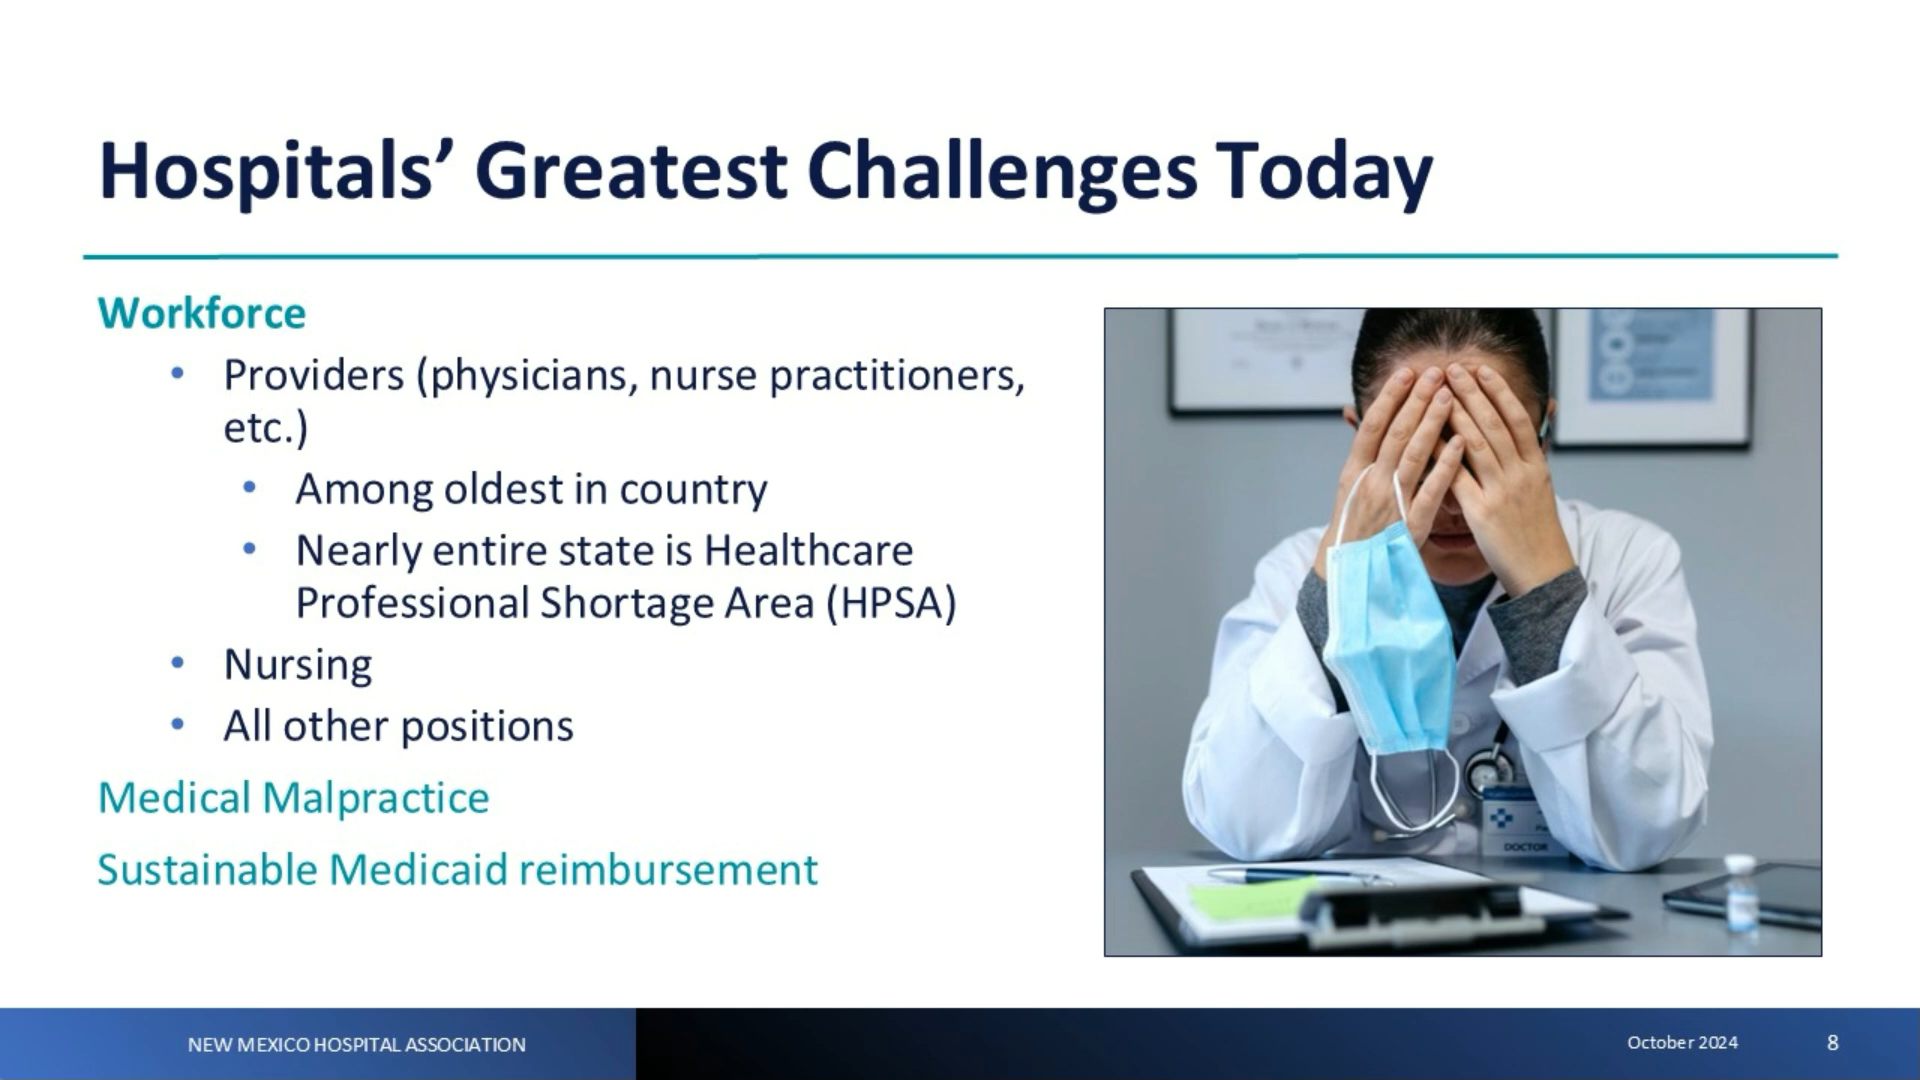 Hospitals’ Greatest Challenges Today
Workforce
• Providers (physicians, nurse practitioners,
etc.)
• Among oldest in country
• Nearly entire state is Healthcare
Professional Shortage Area (HPSA)
• Nursing
• All other positions
Medical Malpractice
Sustainable Medicaid reimbursement
DOCTOR
NEW MEXICO HOSPITAL ASSOCIATION
October 2024
8